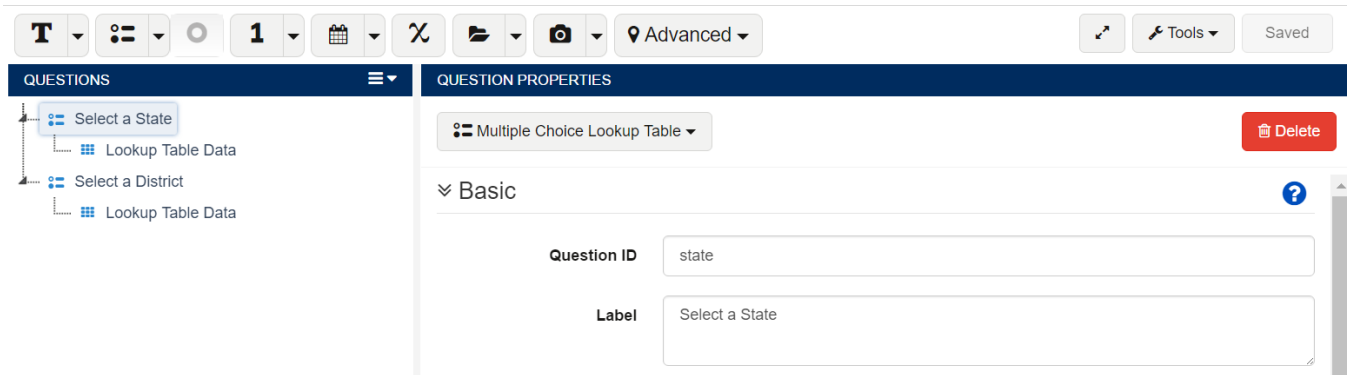 T 1 Advanced Tools Saved
QUESTIONS
Select a State
Lookup Table Data
Select a District
Lookup Table Data
QUESTION PROPERTIES
Multiple Choice Lookup Table Delete
Basic ?
Question ID state
Label Select a State